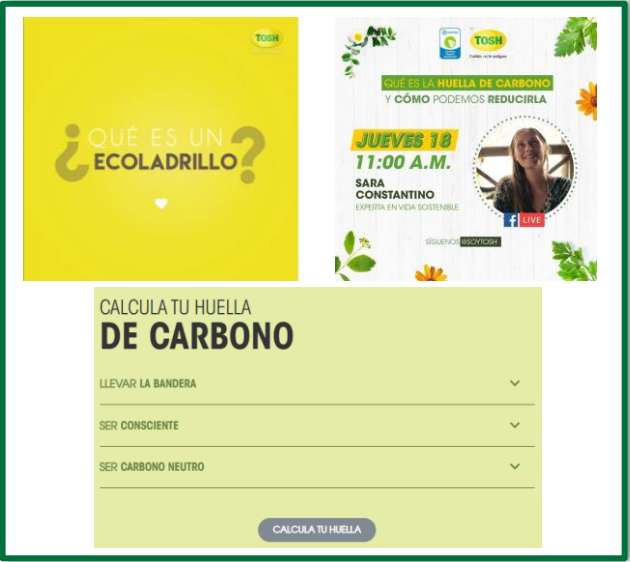 TOSH
¿QUÉ ES UN
ECOLADRILLO?
TOSH
QUÉ ES LA HUELLA DE CARBONO
Y CÓMO PODEMOS REDUCIRLA
JUEVES 18
11:00 A.M.
SARA
CONSTANTINO
EXPERTA EN VIDA SOSTENIBLE
f LIVE
SÍGUENOS @SOYTOSH
CALCULA TU HUELLA
DE CARBONO
LLEVAR LA BANDERA
SER CONSCIENTE
SER CARBONO NEUTRO
CALCULA TU HUELLA